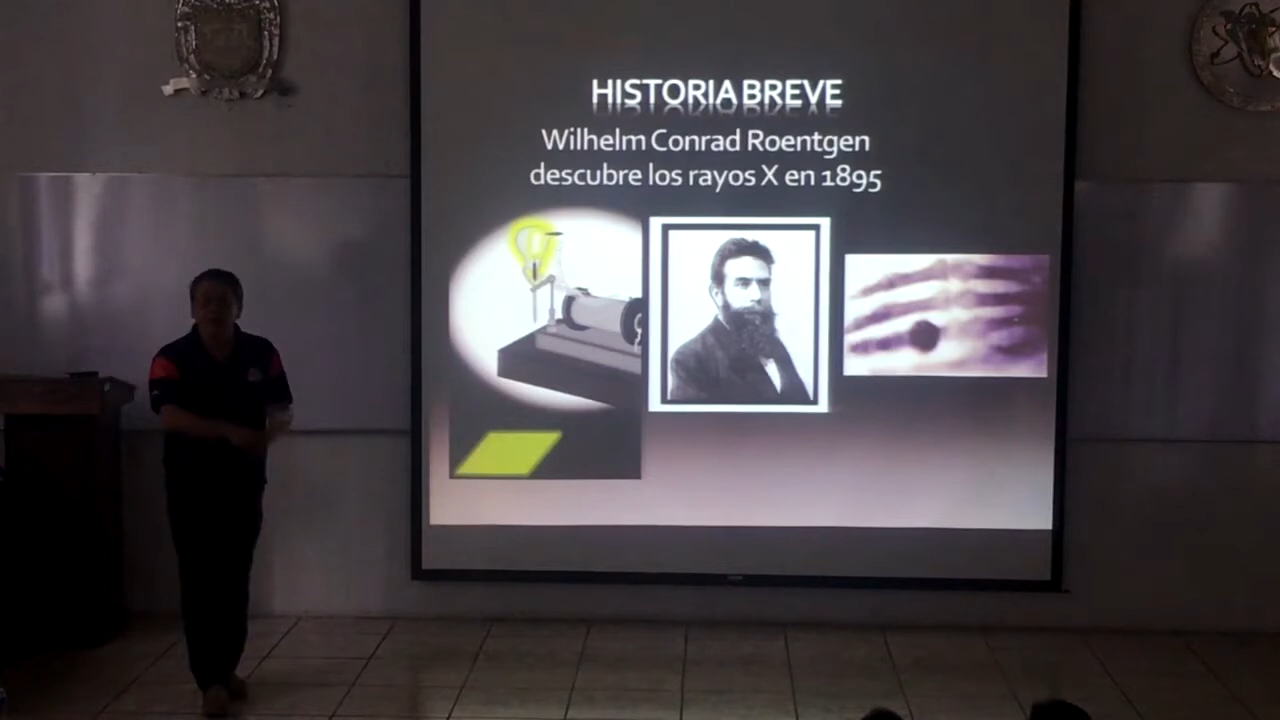 HISTORIA BREVE
Wilhelm Conrad Roentgen
descubre los rayos X en 1895